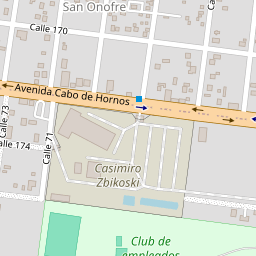 San Onofre
Calle 170
Avenida Cabo de Hornos
Calle 73
Calle 71
Calle 174
Casimiro
Zbikoski
Club de
empleados